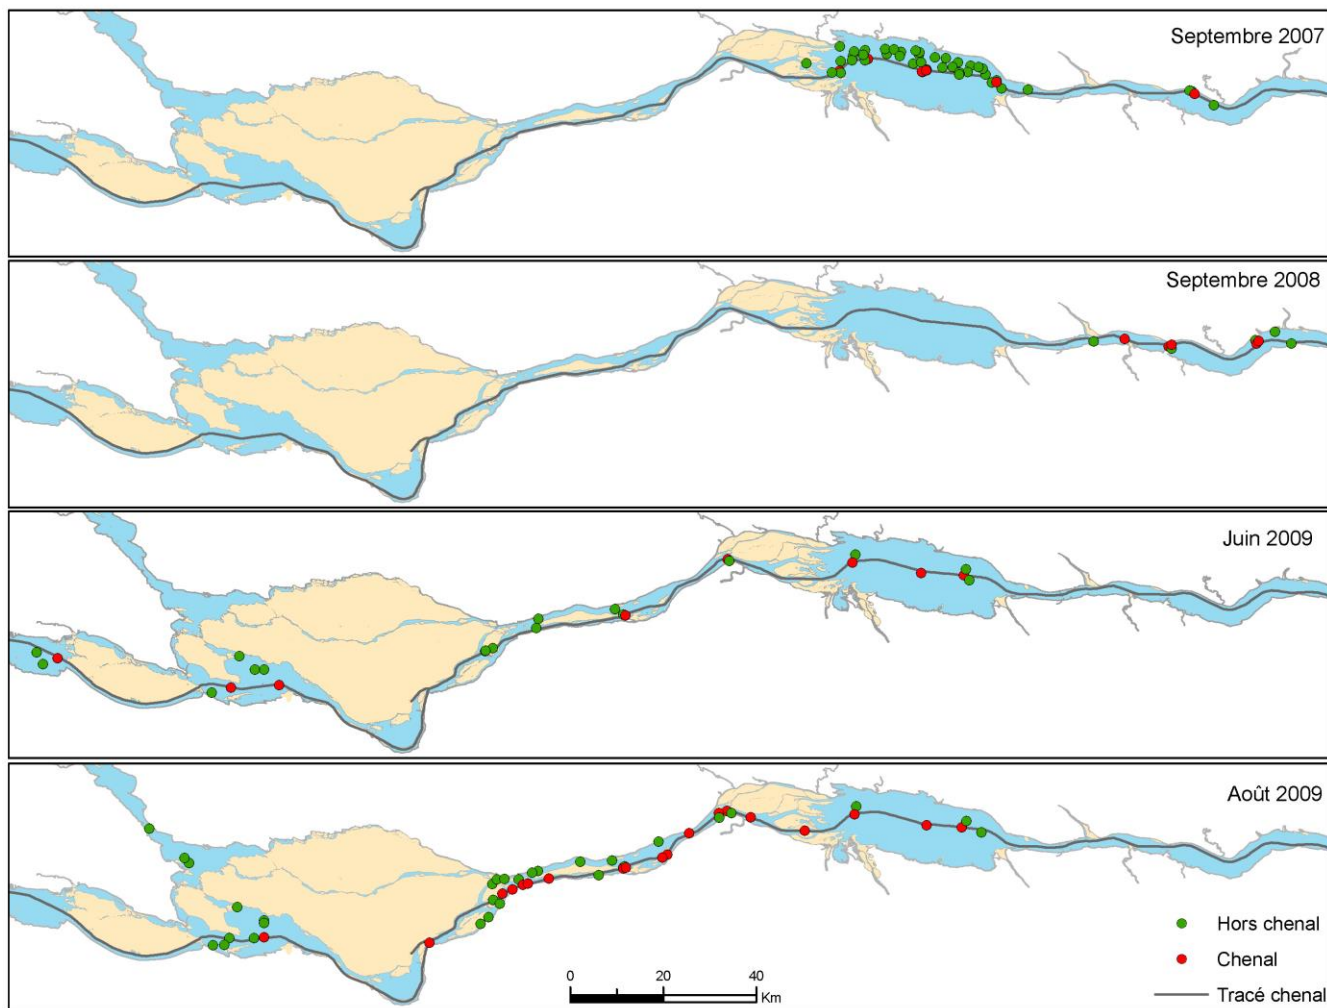 Septembre 2007
Septembre 2008
Juin 2009
Août 2009
Hors chenal
Chenal
Tracé chenal
0 20 40
Km